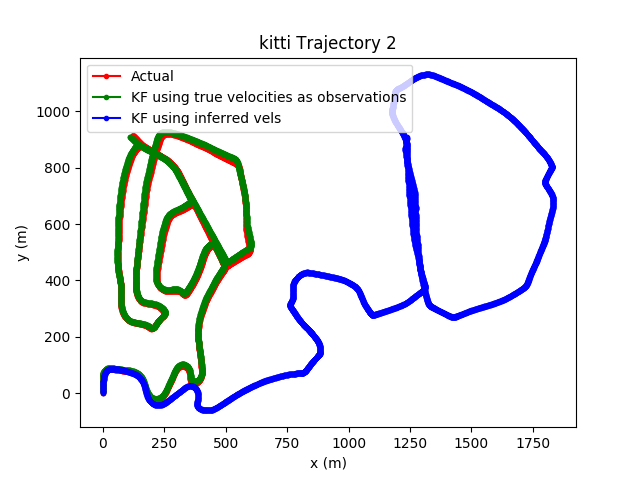 kitti Trajectory 2
Actual
KF using true velocities as observations
KF using inferred vels
y (m)
1000
800
600
400
200
0
0 250 500 750 1000 1250 1500 1750
x (m)